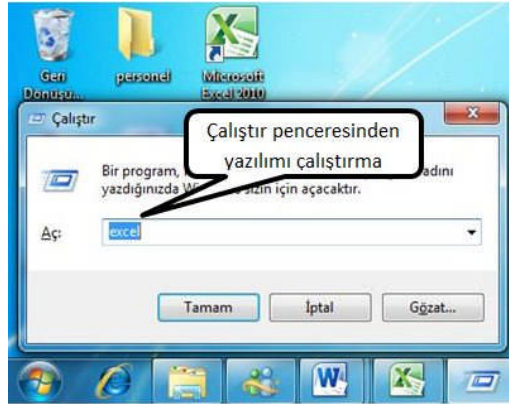 Geri
Dönüşü...
personel
Microsoft
Excel 2010
Çalıştır
Çalıştır penceresinden
yazılımı çalıştırma
Bir program, adını
yazdığınızda sizin için açacaktır.
Aç:
excel
Tamam
İptal
Gözat...